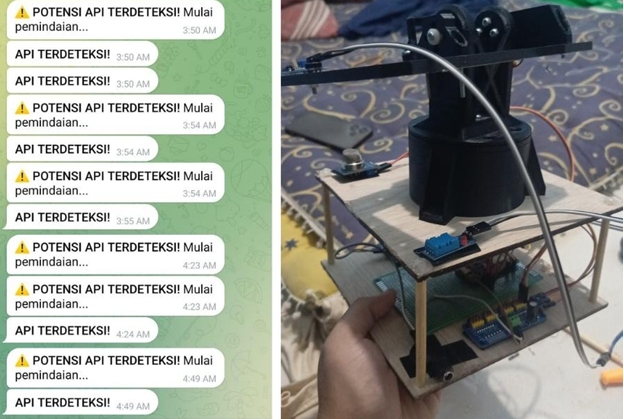 ⚠️ POTENSI API TERDETEKSI! Mulai
pemindaian... 3:50 AM
API TERDETEKSI! 3:50 AM
API TERDETEKSI! 3:50 AM
⚠️ POTENSI API TERDETEKSI! Mulai
pemindaian... 3:54 AM
API TERDETEKSI! 3:54 AM
⚠️ POTENSI API TERDETEKSI! Mulai
pemindaian... 3:54 AM
API TERDETEKSI! 3:55 AM
⚠️ POTENSI API TERDETEKSI! Mulai
pemindaian... 4:23 AM
⚠️ POTENSI API TERDETEKSI! Mulai
pemindaian... 4:23 AM
API TERDETEKSI! 4:24 AM
⚠️ POTENSI API TERDETEKSI! Mulai
pemindaian... 4:49 AM
API TERDETEKSI! 4:49 AM